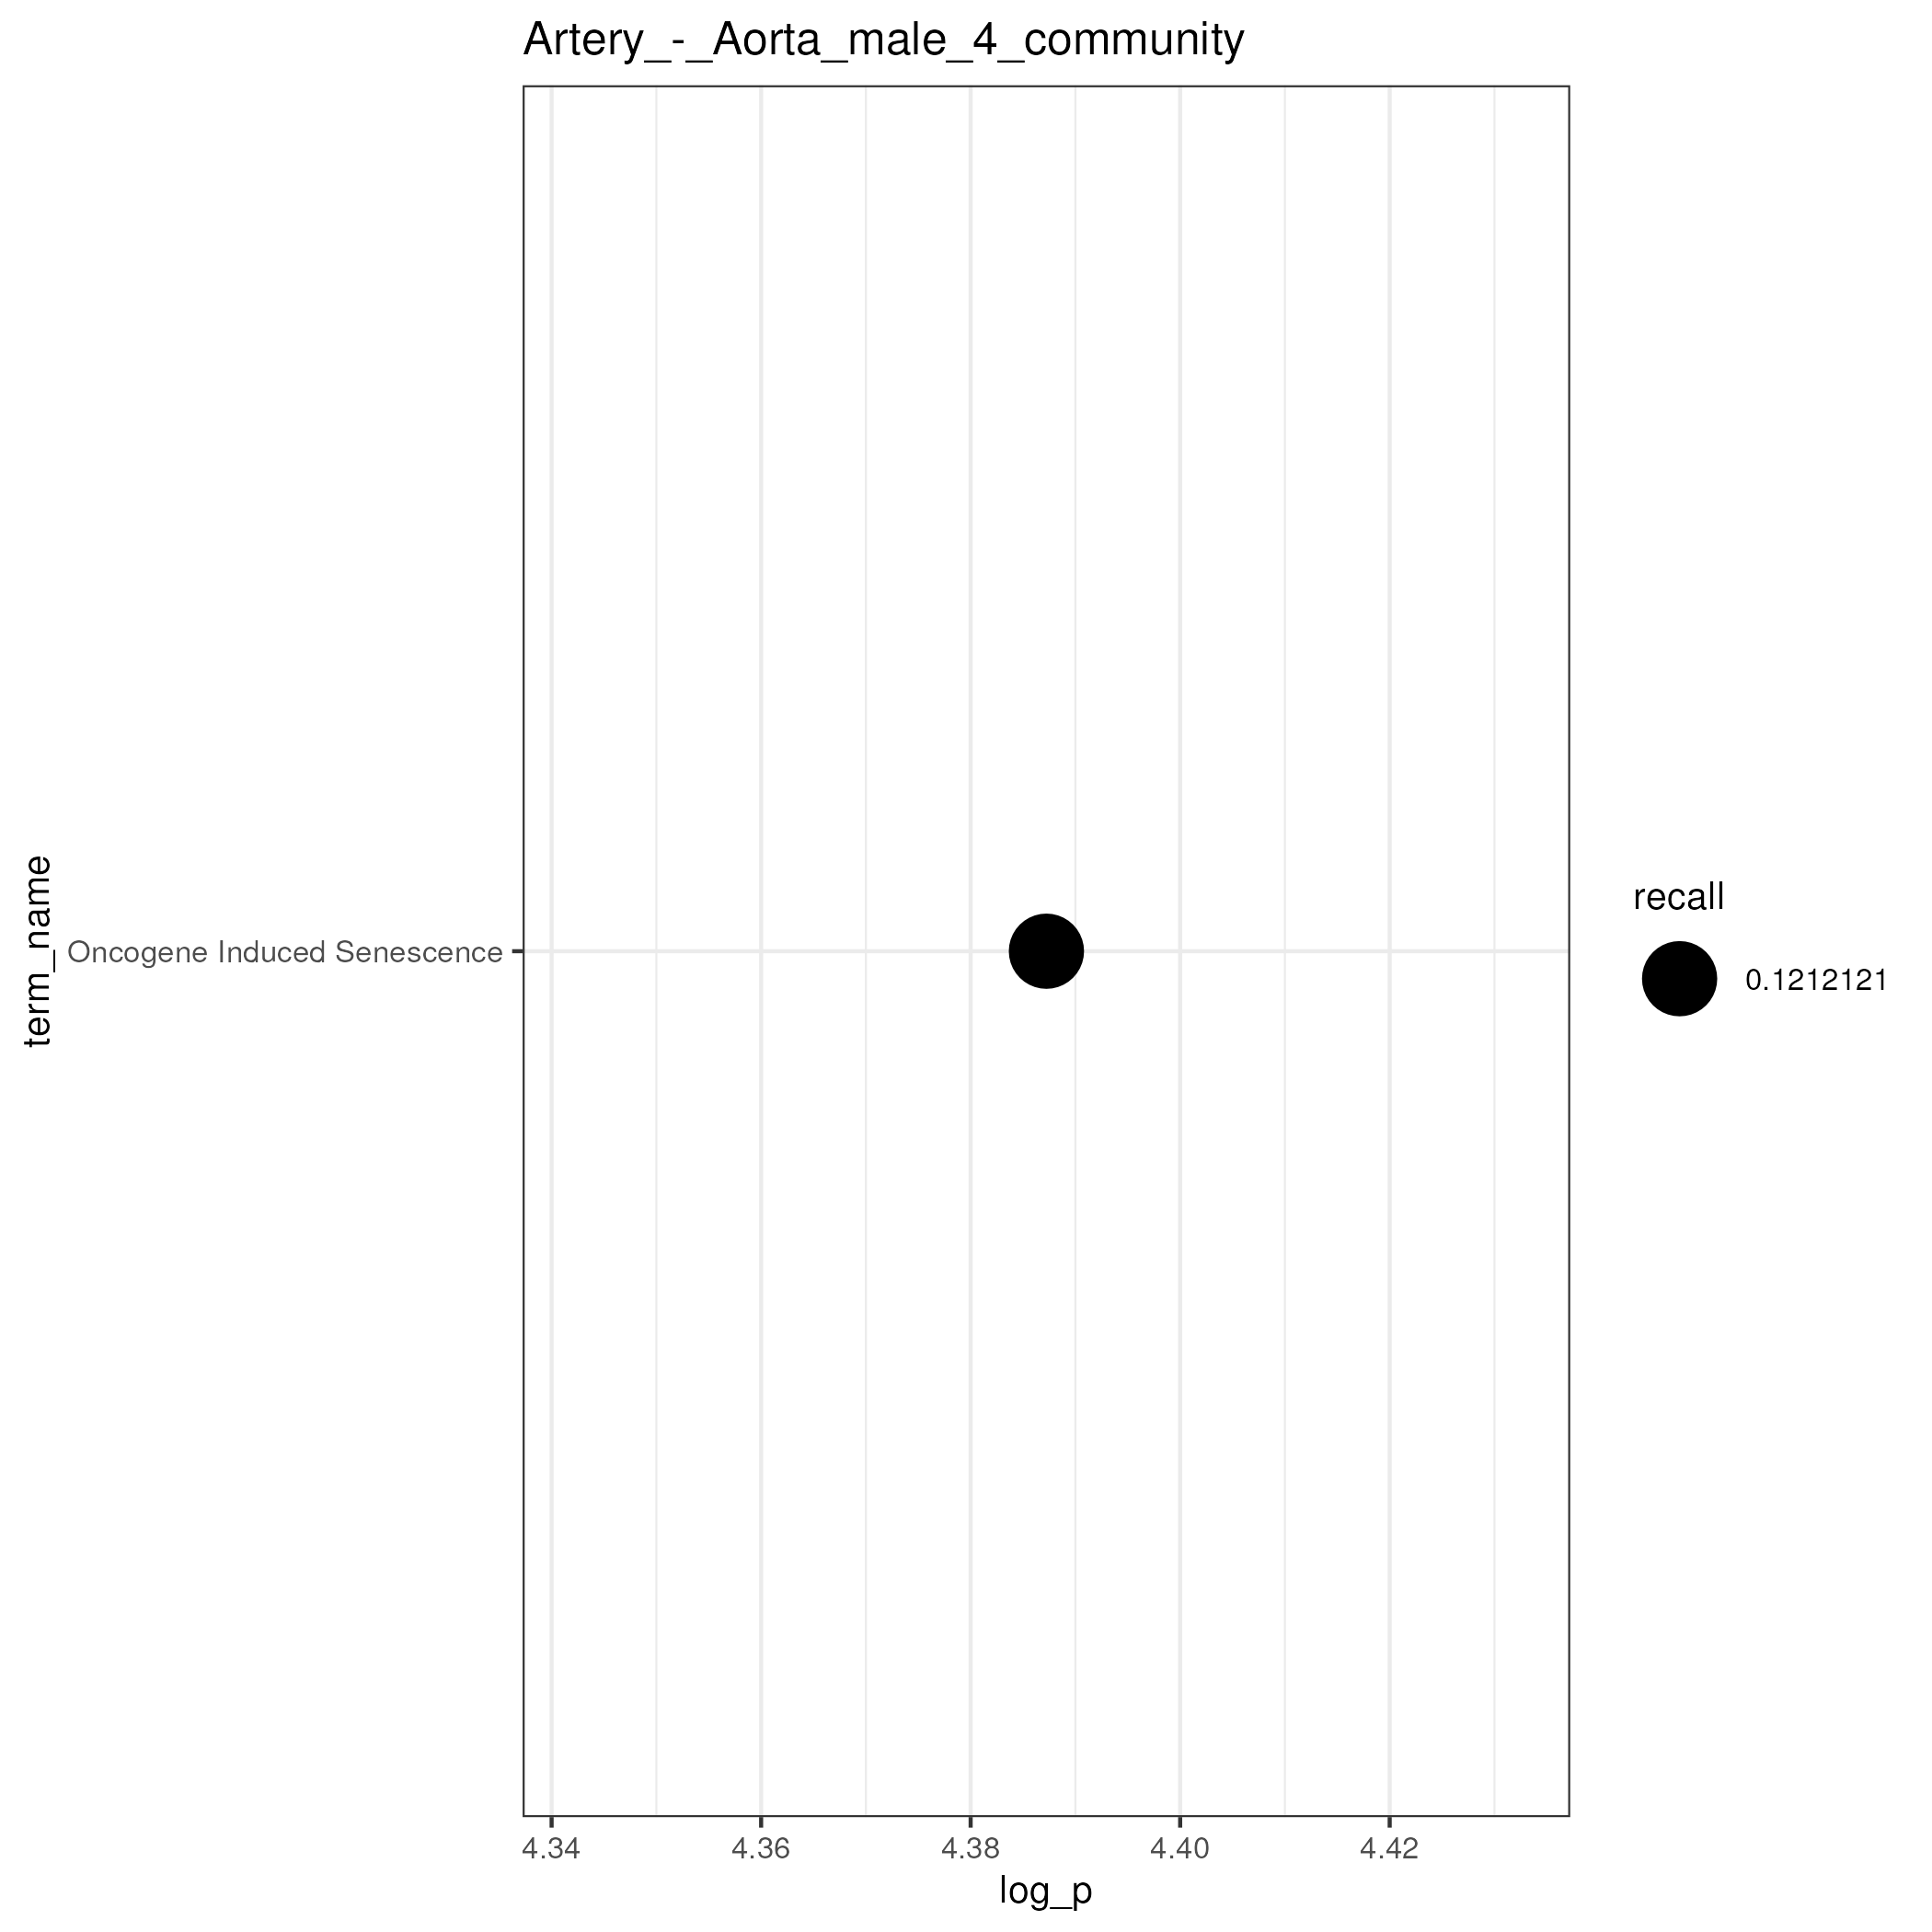 Artery_-_Aorta_male_4_community
term_name
Oncogene Induced Senescence
recall
0.1212121
4.34 4.36 4.38 4.40 4.42
log_p